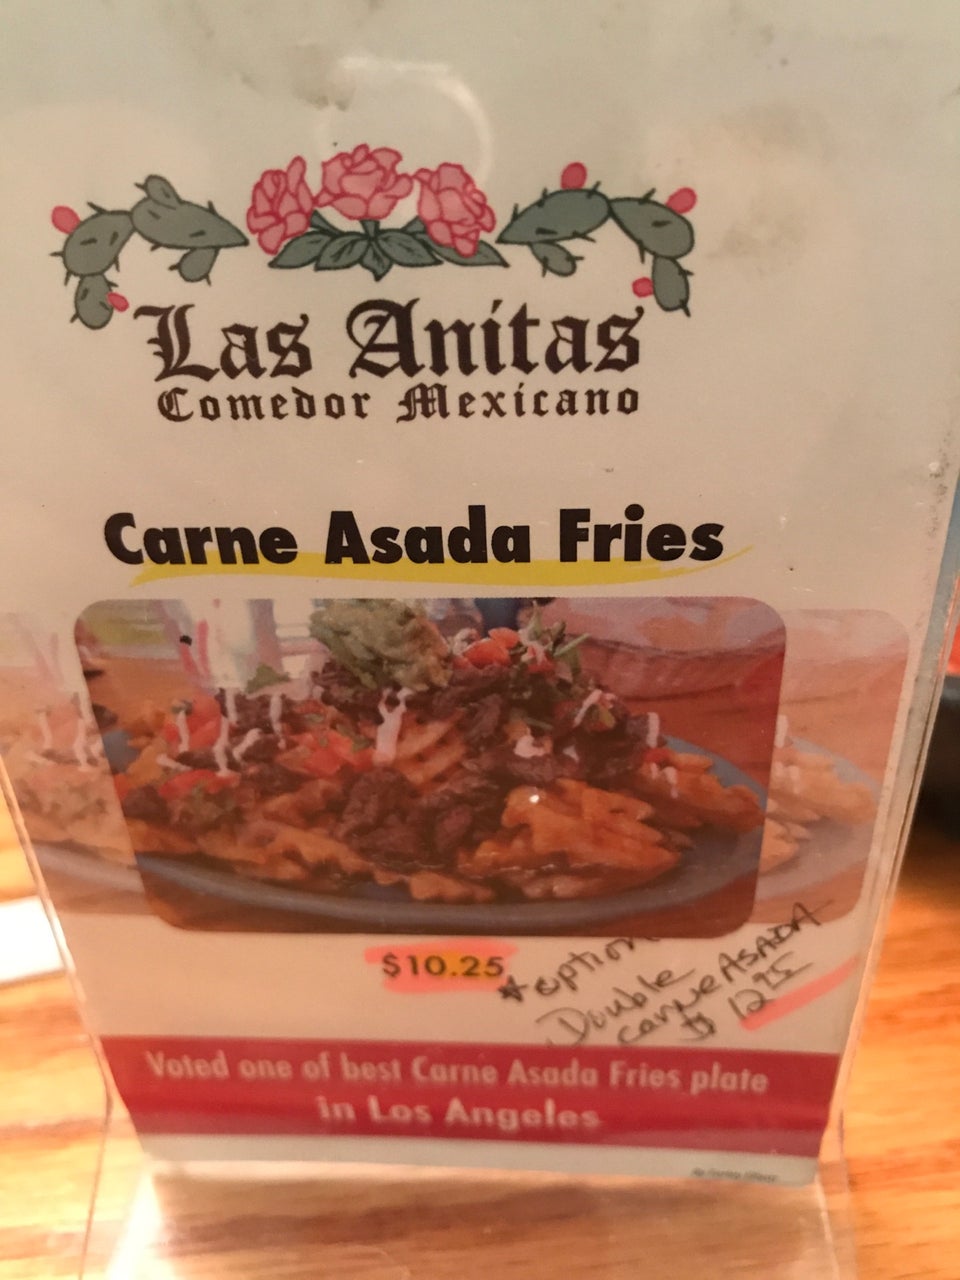 Las Anitas
Comedor Mexicano
Carne Asada Fries
$10.25
* option
Double
carne ASADA
$ 12.95
Voted one of best Carne Asada Fries plate
in Los Angeles